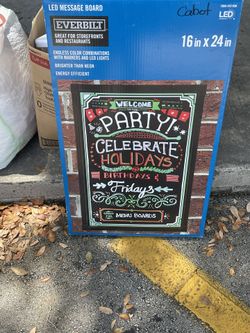 LED MESSAGE BOARD
EVERBILT
GREAT FOR STOREFRONTS
AND RESTAURANTS
ENDLESS COLOR COMBINATIONS
WITH MARKERS AND LED LIGHTS
BRIGHTER THAN NEON
ENERGY EFFICIENT
Cabot
LED
16 in x 24 in
WELCOME
PARTY!
CELEBRATE
HOLIDAYS
BIRTHDAYS &
Fridays
MENU BOARDS